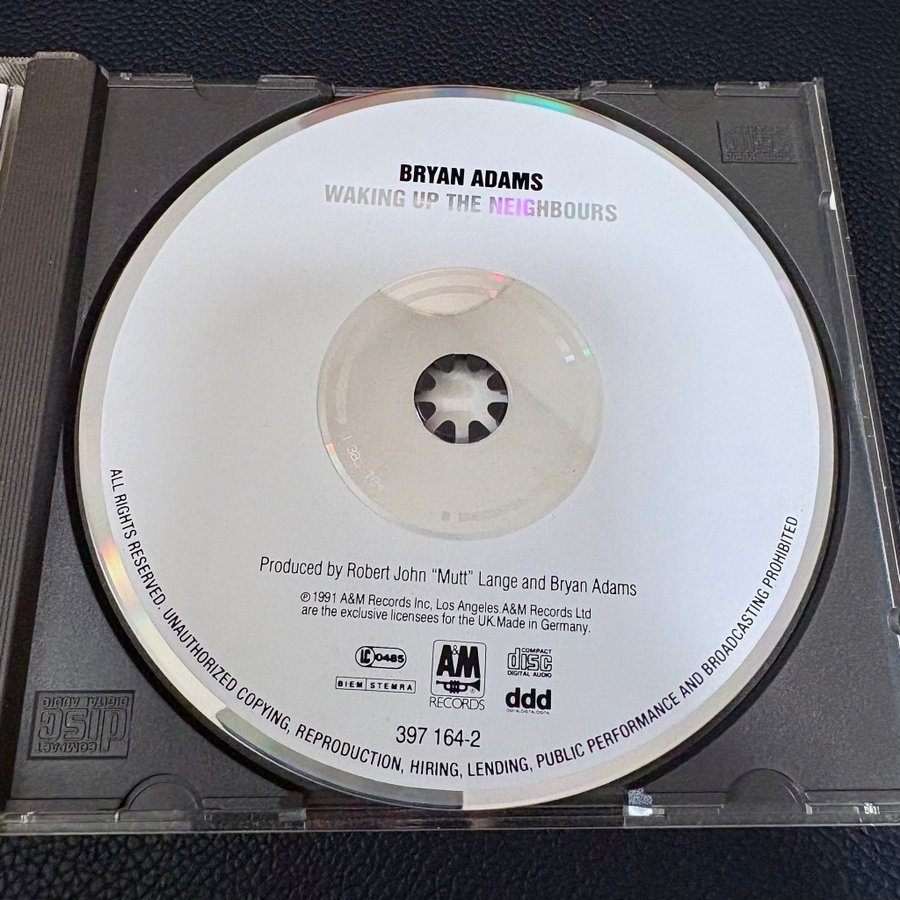 BRYAN ADAMS
WAKING UP THE NEIGHBOURS
Produced by Robert John "Mutt" Lange and Bryan Adams
℗ 1991 A&M Records Inc, Los Angeles.A&M Records Ltd
are the exclusive licensees for the UK.Made in Germany.
LC 0485
BIEM STEMRA
A&M
RECORDS
COMPACT
disc
DIGITAL AUDIO
ddd
DIGITAL DIGITAL DIGITAL
397 164-2
ALL RIGHTS RESERVED. UNAUTHORIZED COPYING, REPRODUCTION, HIRING, LENDING, PUBLIC PERFORMANCE AND BROADCASTING PROHIBITED
COMPACT
disc
DIGITAL AUDIO